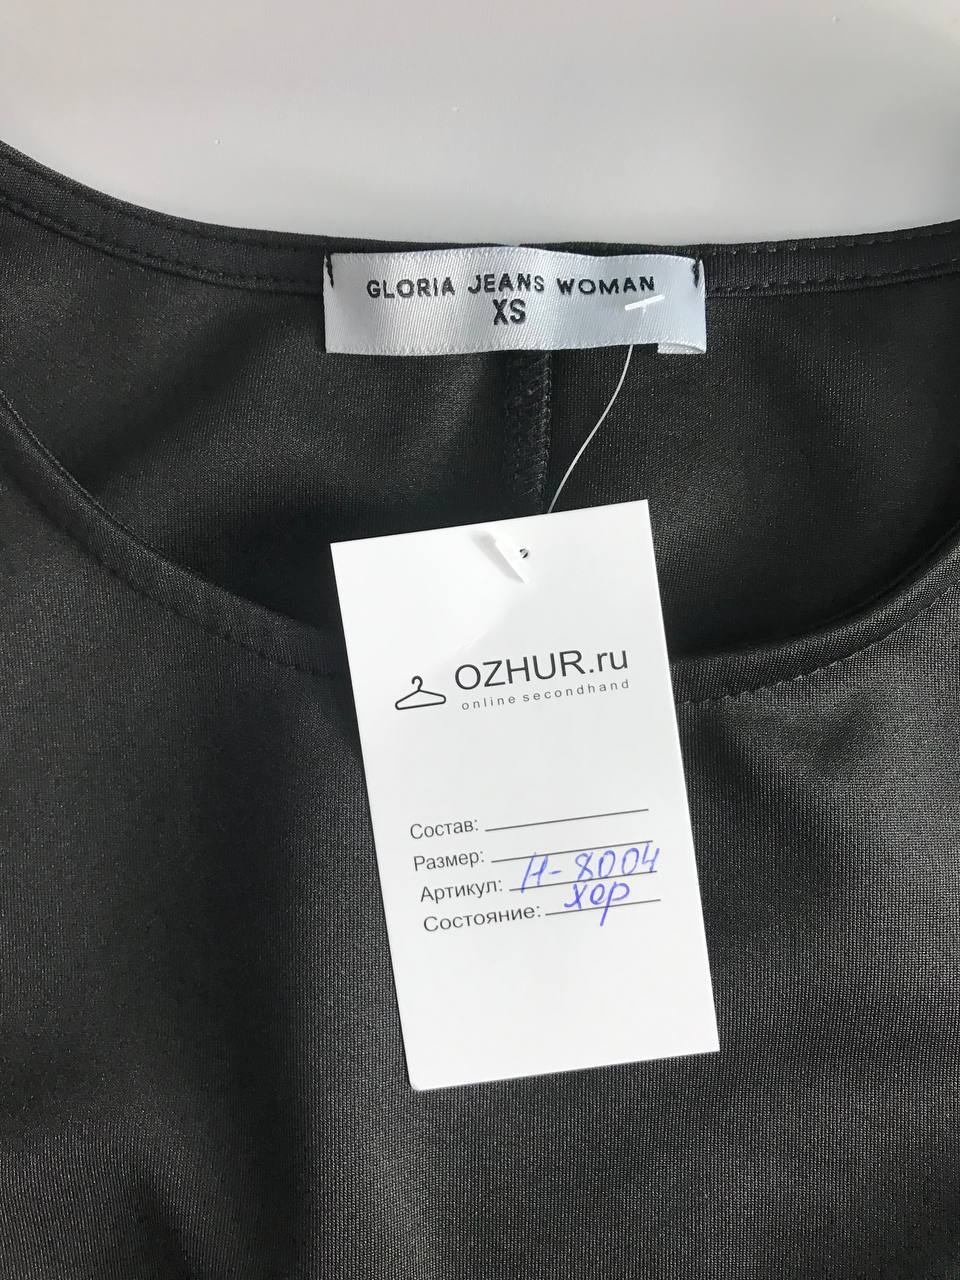 GLORIA JEANS WOMAN
XS
OZHUR.ru
online secondhand
Состав:
Размер:
Артикул: Н-8004
Состояние: хор